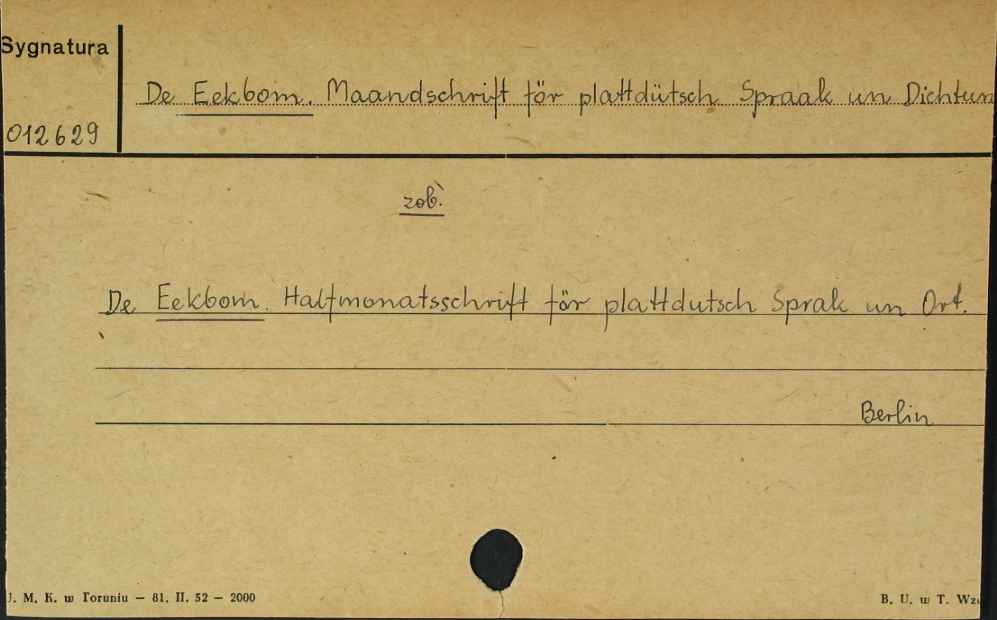 Sygnatura
De Eekbom. Maandschrift för plattdütsch Spraak un Dichtun
012629
zob.
De Eekbom. Halfmonatsschrift för plattdutsch Sprak un Ort.
Berlin
U. M. K. w Toruniu — 81. II. 52 — 2000
B. U. w T. Wzó